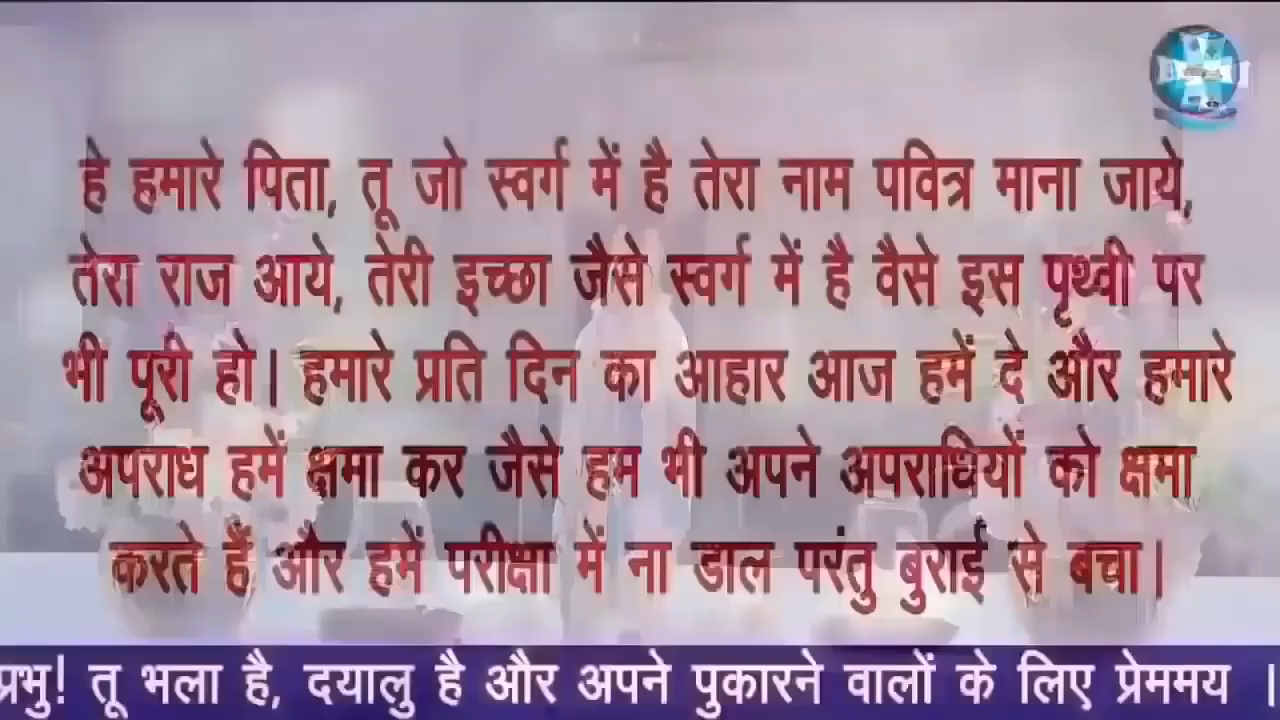 हे हमारे पिता, तू जो स्वर्ग में है तेरा नाम पवित्र माना जाये,
तेरा राज आये, तेरी इच्छा जैसे स्वर्ग में है वैसे इस पृथ्वी पर
भी पूरी हो| हमारे प्रति दिन का आहार आज हमें दे और हमारे
अपराध हमें क्षमा कर जैसे हम भी अपने अपराधियों को क्षमा
करते हैं और हमें परीक्षा में ना डाल परंतु बुराई से बचा|
प्रभु! तू भला है, दयालु है और अपने पुकारने वालों के लिए प्रेममय ।